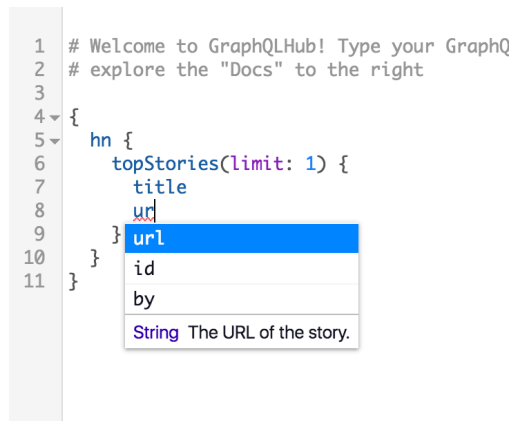 1 # Welcome to GraphQLHub! Type your GraphQ
2 # explore the "Docs" to the right
3
4 {
5 hn {
6 topStories(limit: 1) {
7 title
8 ur
9 }
url
id
10 }
by
11 }
String The URL of the story.